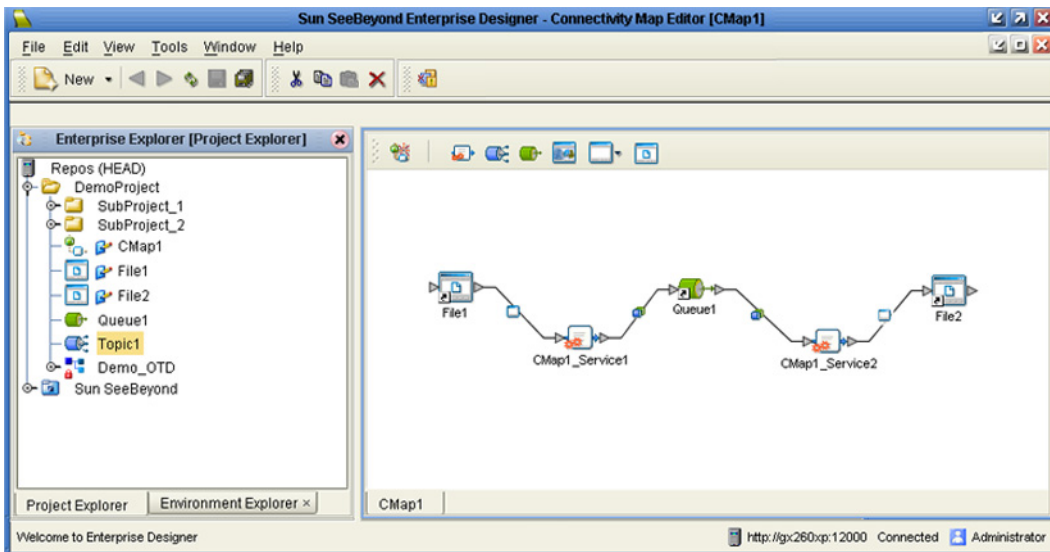 Sun SeeBeyond Enterprise Designer - Connectivity Map Editor [CMap1]
File Edit View Tools Window Help
New
Enterprise Explorer [Project Explorer]
Repos (HEAD)
DemoProject
SubProject_1
SubProject_2
CMap1
File1
File2
Queue1
Topic1
Demo_OTD
Sun SeeBeyond
Project Explorer
Environment Explorer ×
File1
CMap1_Service1
Queue1
CMap1_Service2
File2
CMap1
Welcome to Enterprise Designer
http://gx260xp:12000 Connected Administrator